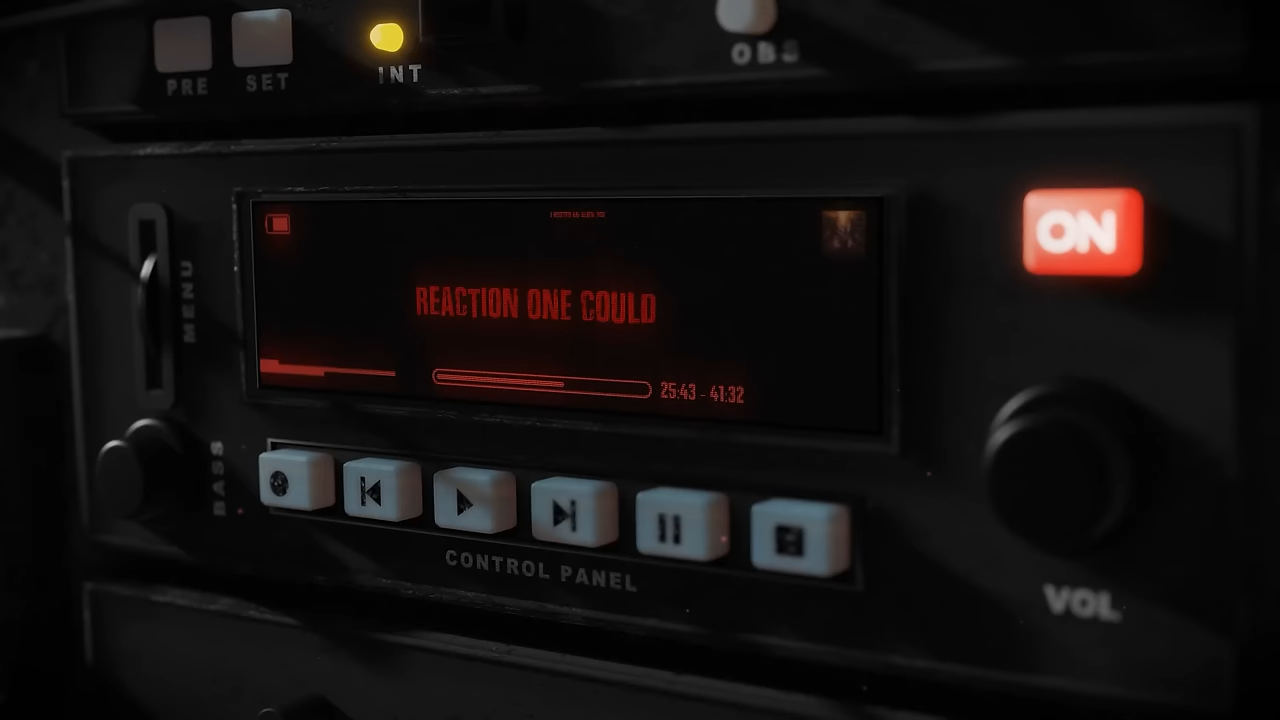 PRE
SET
INT
OBS
MENU
ON
REACTION ONE COULD
25:43 - 41:32
BASS
CONTROL PANEL
VOL